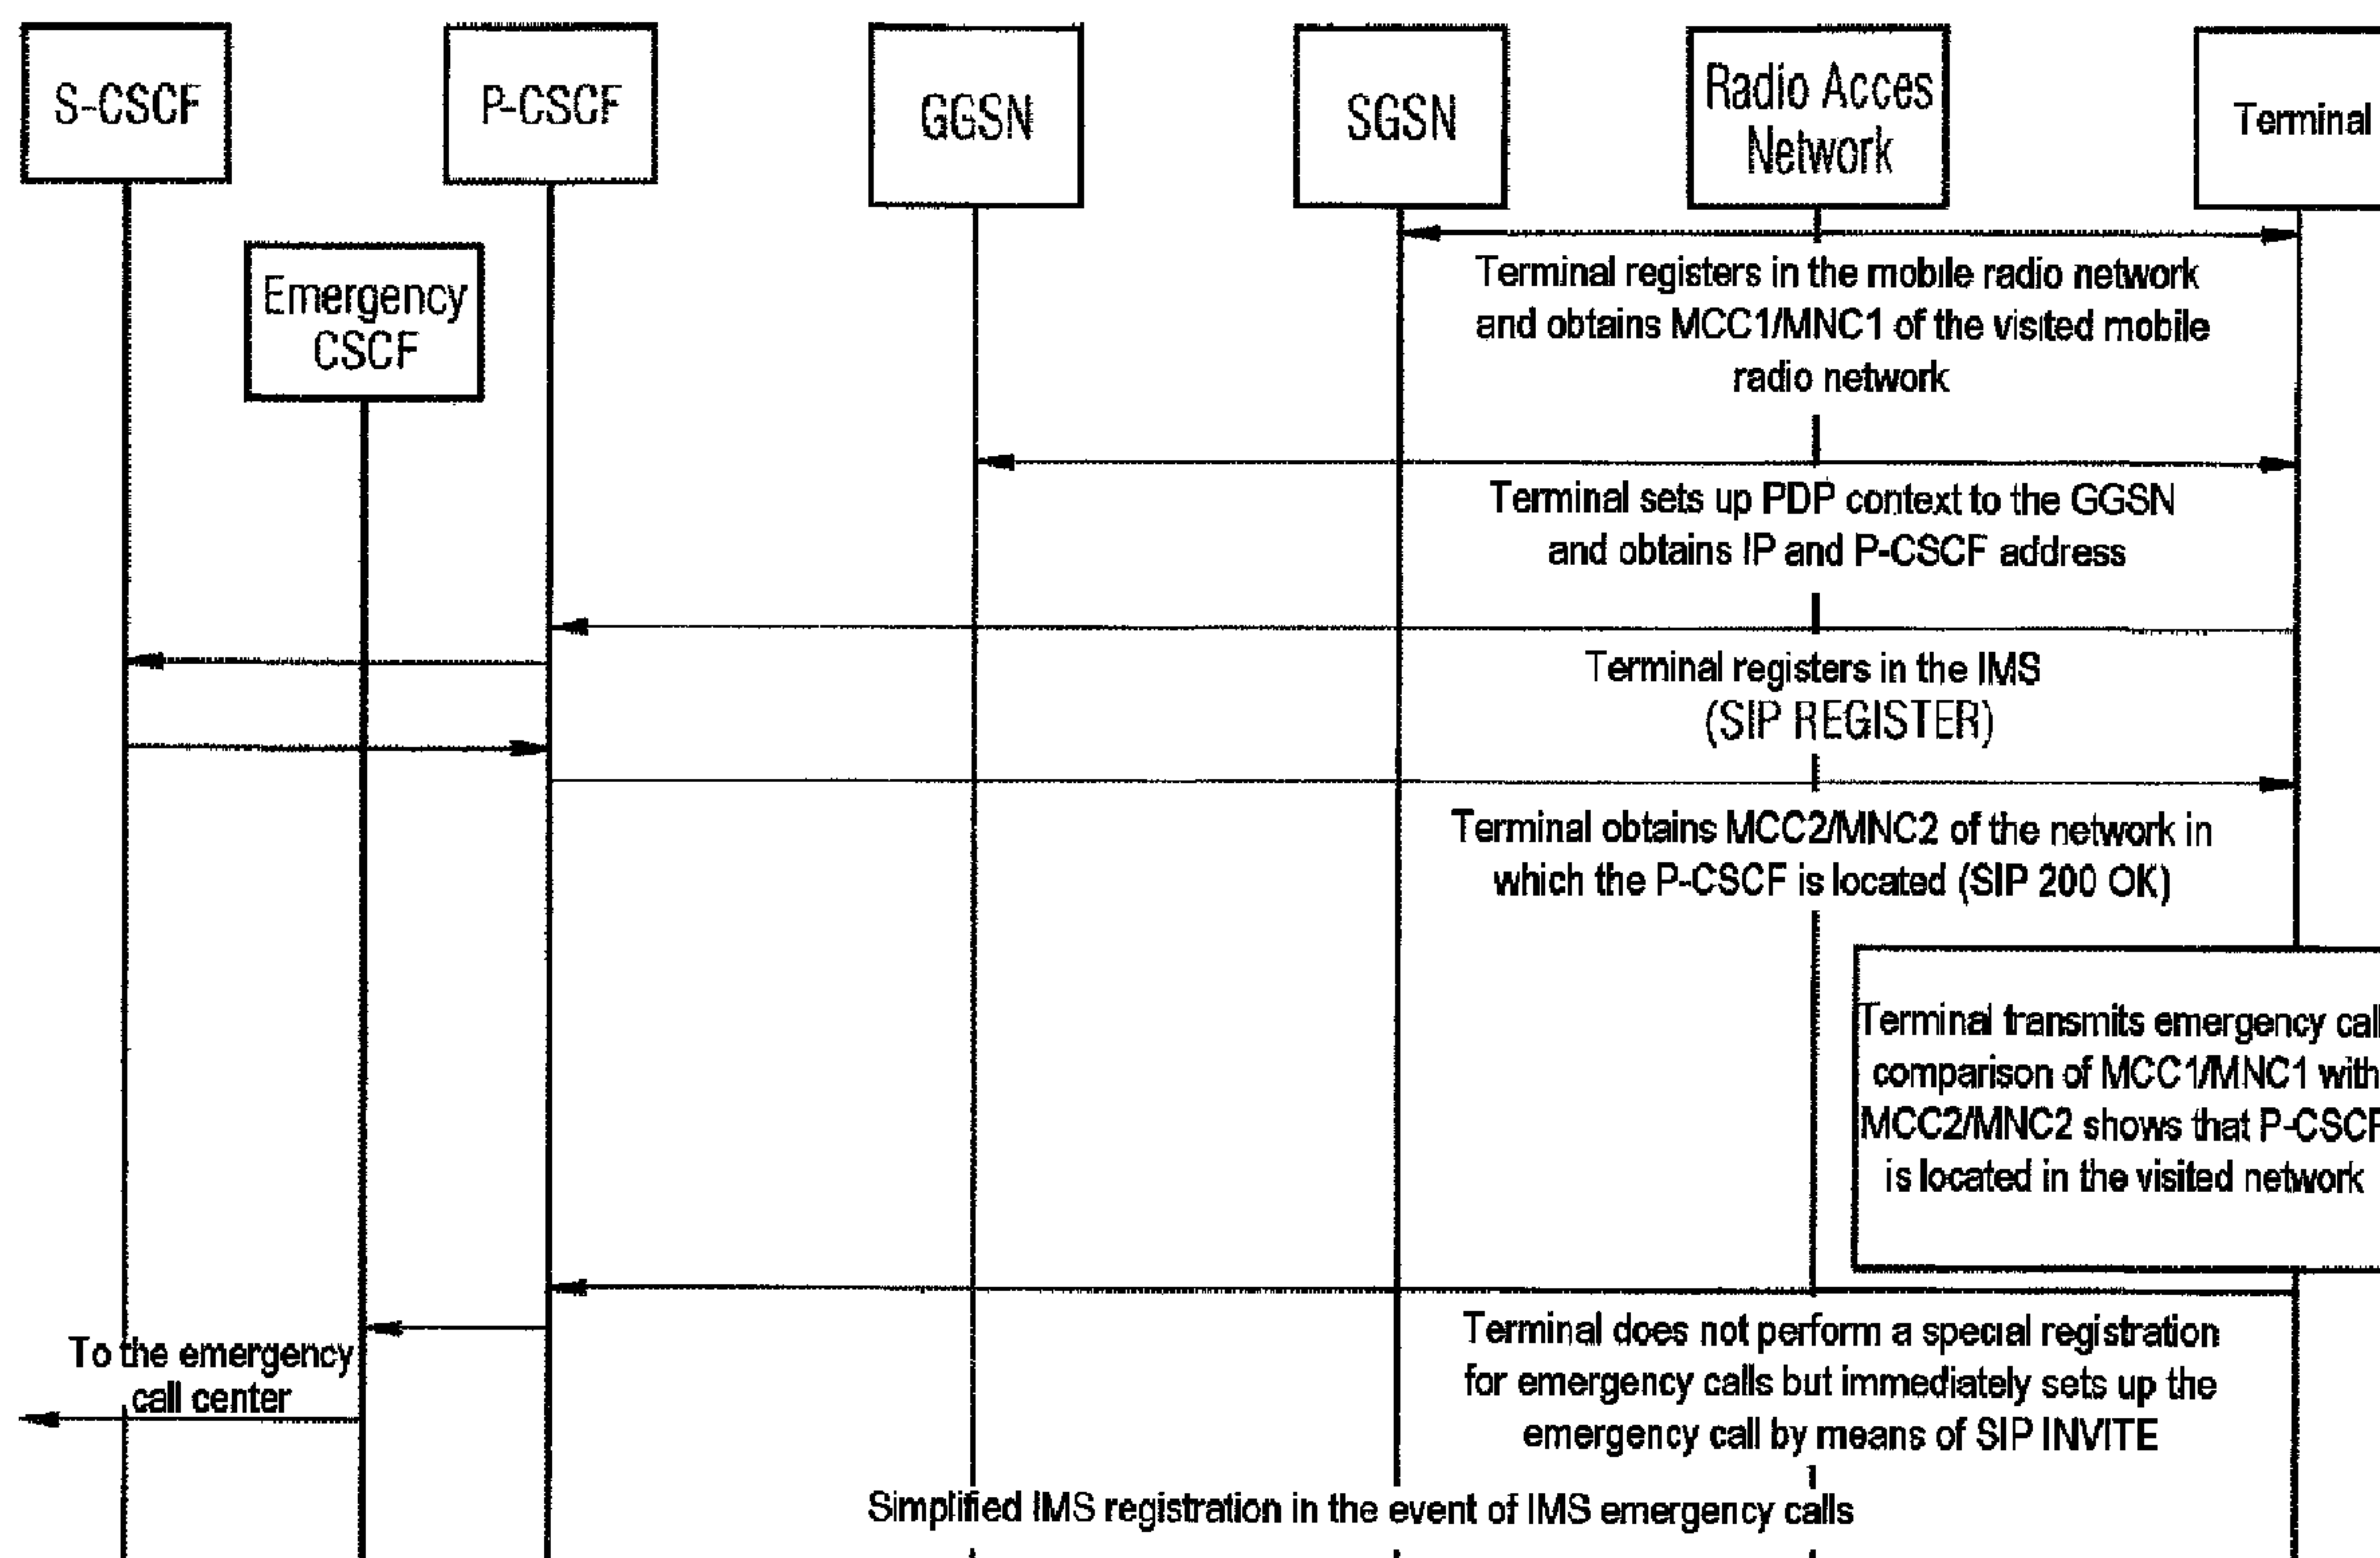 S-CSCF
P-CSCF
GGSN
SGSN
Radio Acces
Network
Terminal
Emergency
CSCF
Terminal registers in the mobile radio network
and obtains MCC1/MNC1 of the visited mobile
radio network
Terminal sets up PDP context to the GGSN
and obtains IP and P-CSCF address
Terminal registers in the IMS
(SIP REGISTER)
Terminal obtains MCC2/MNC2 of the network in
which the P-CSCF is located (SIP 200 OK)
Terminal transmits emergency call
comparison of MCC1/MNC1 with
MCC2/MNC2 shows that P-CSCF
is located in the visited network
To the emergency
call center
Terminal does not perform a special registration
for emergency calls but immediately sets up the
emergency call by means of SIP INVITE
Simplified IMS registration in the event of IMS emergency calls